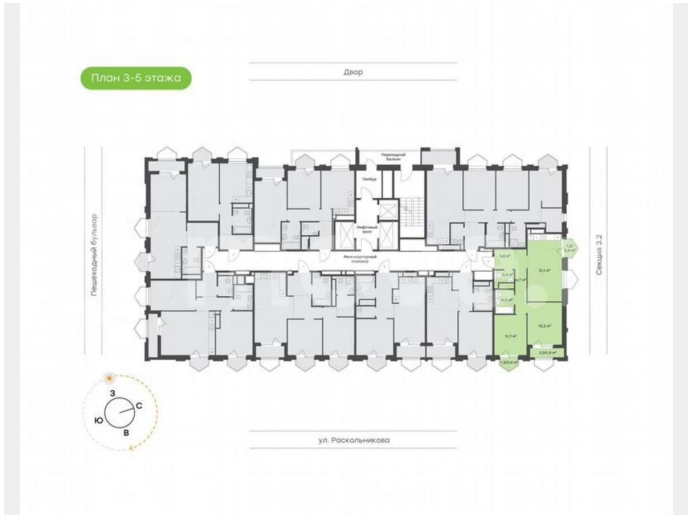 План 3-5 этажа
Двор
Переходной
балкон
Тамбур
Лифтовый
холл
Межквартирный
коридор
Пешеходный бульвар
Секция 3.2
З
С
Ю
В
ул. Раскольникова